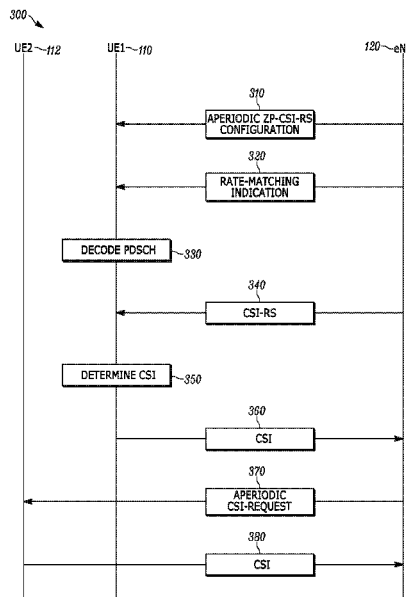 300
UE2 112
UE1 110
120 eN
310
APERIODIC ZP-CSI-RS
CONFIGURATION
320
RATE-MATCHING
INDICATION
DECODE PDSCH
330
340
CSI-RS
DETERMINE CSI
350
360
CSI
370
APERIODIC
CSI-REQUEST
380
CSI